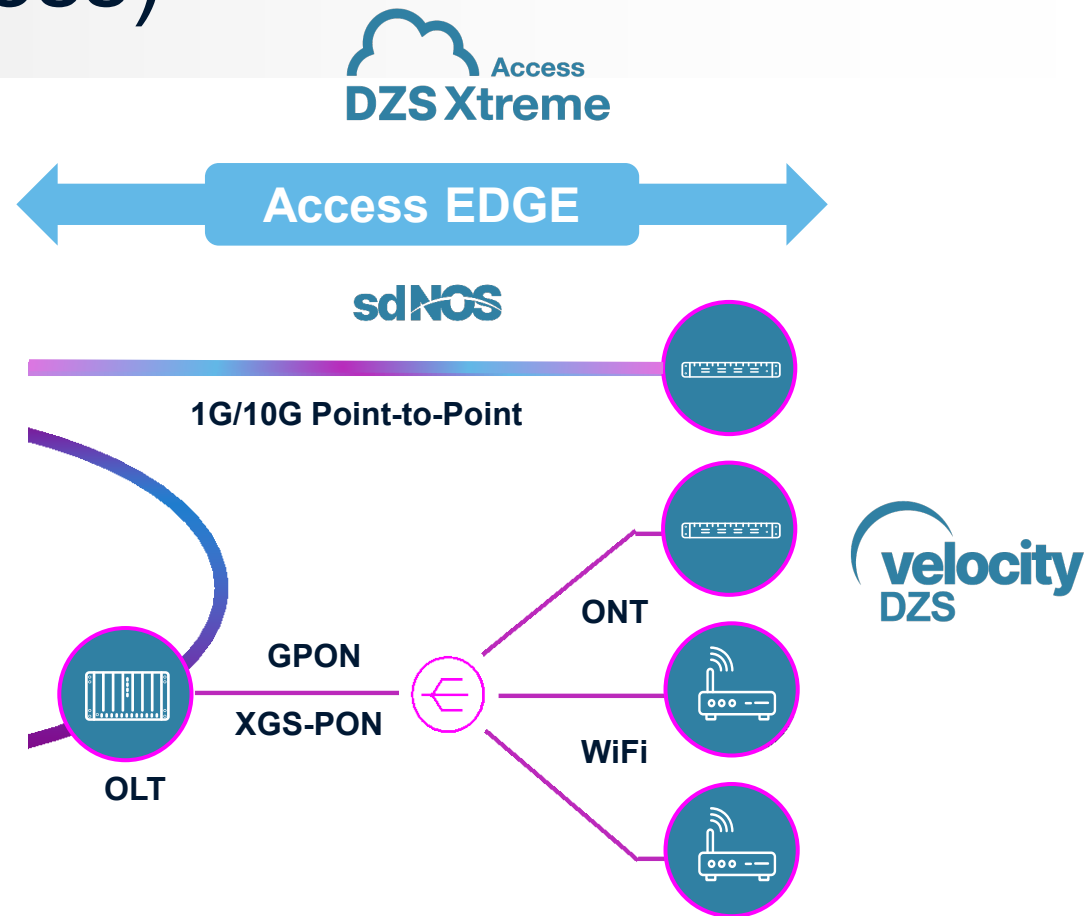 Access
DZS Xtreme
Access EDGE
sdNOS
1G/10G Point-to-Point
velocity
DZS
ONT
GPON
XGS-PON
WiFi
OLT